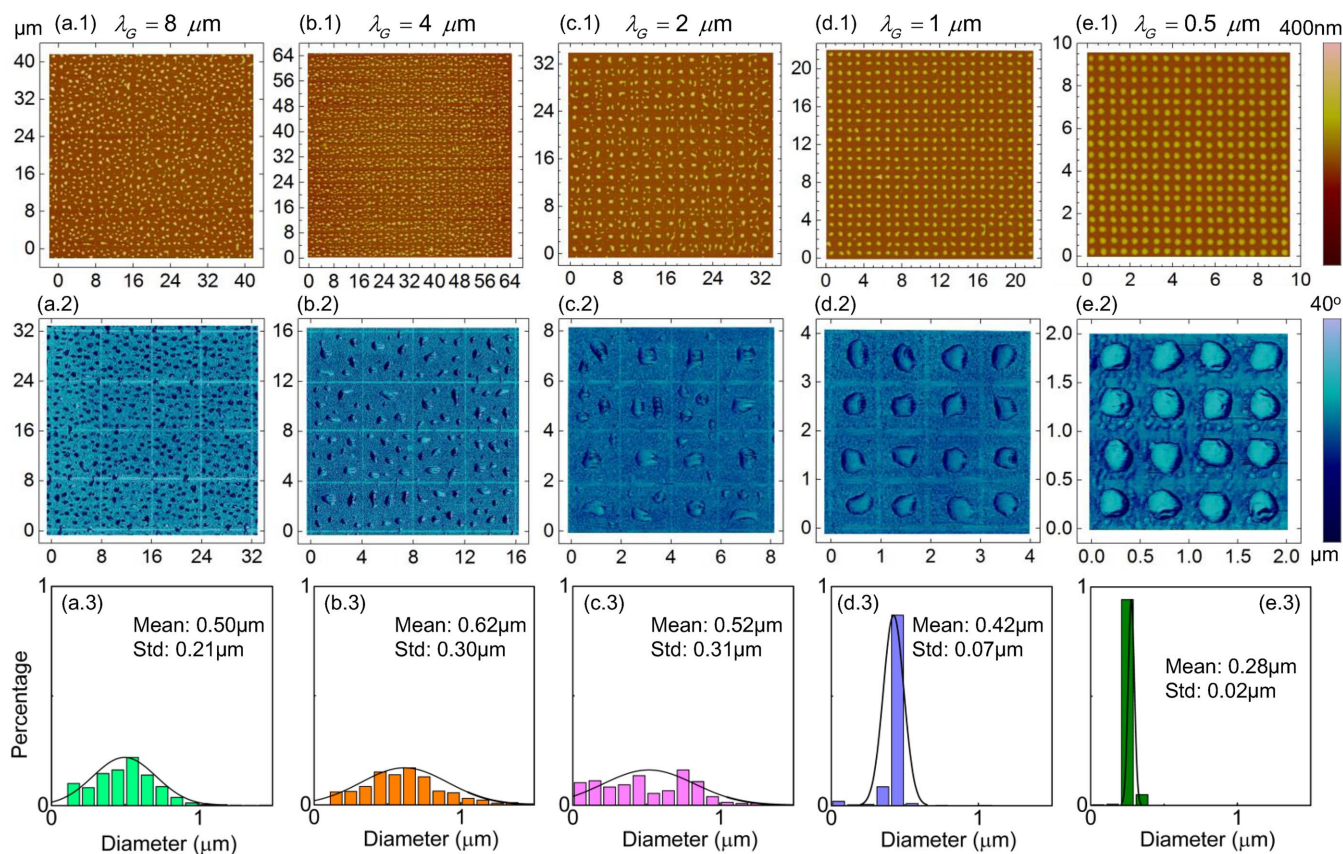 μm (a.1) λG = 8 μm (b.1) λG = 4 μm (c.1) λG = 2 μm (d.1) λG = 1 μm (e.1) λG = 0.5 μm 400nm
40 32 24 16 8 0
0 8 16 24 32 40
64 56 48 40 32 24 16 8 0
0 8 16 24 32 40 48 56 64
32 24 16 8 0
0 8 16 24 32
20 16 12 8 4 0
0 4 8 12 16 20
10 8 6 4 2 0
0 2 4 6 8 10
(a.2) (b.2) (c.2) (d.2) (e.2) 40º
32 24 16 8 0
0 8 16 24 32
16 12 8 4 0
0 4 8 12 16
8 6 4 2 0
0 2 4 6 8
4 3 2 1 0
0 1 2 3 4
2.0 1.5 1.0 0.5 0.0
0.0 0.5 1.0 1.5 2.0
μm
Percentage
1 0
(a.3)
Mean: 0.50μm
Std: 0.21μm
0 1
Diameter (μm)
1 0
(b.3)
Mean: 0.62μm
Std: 0.30μm
0 1
Diameter (μm)
1 0
(c.3)
Mean: 0.52μm
Std: 0.31μm
0 1
Diameter (μm)
1 0
(d.3)
Mean: 0.42μm
Std: 0.07μm
0 1
Diameter (μm)
1 0
(e.3)
Mean: 0.28μm
Std: 0.02μm
0 1
Diameter (μm)